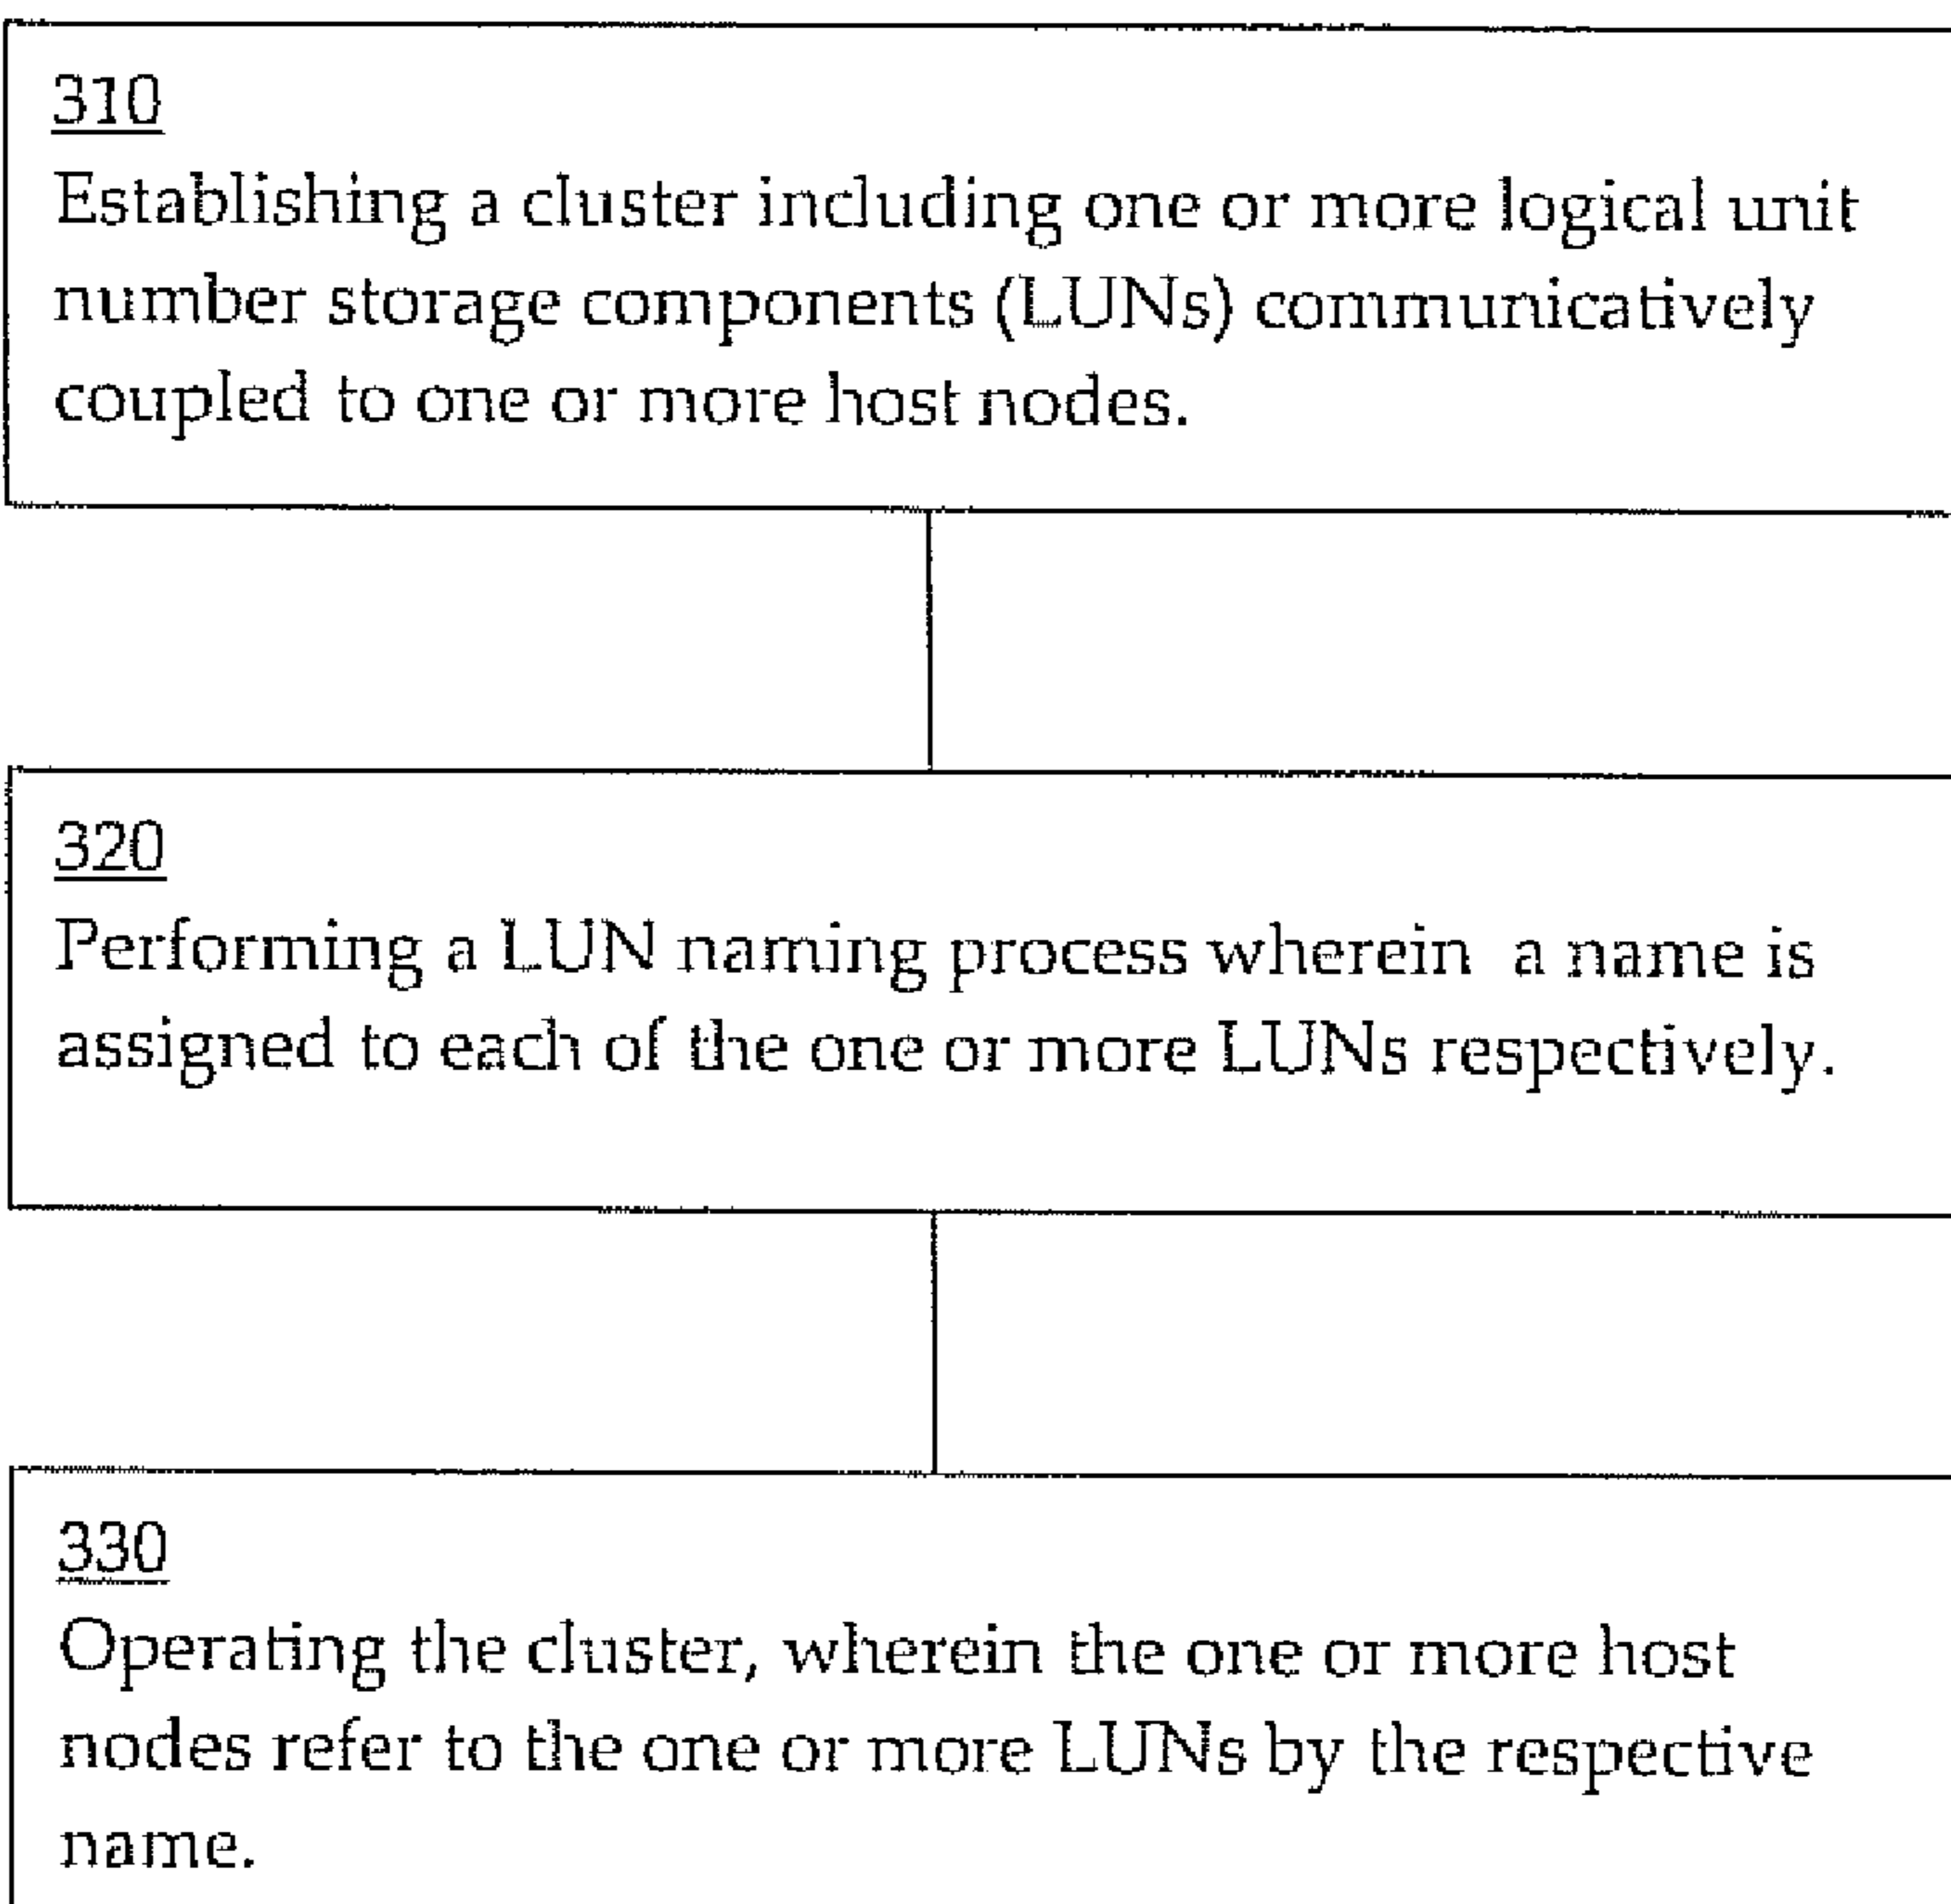 310
Establishing a cluster including one or more logical unit
number storage components (LUNs) communicatively
coupled to one or more host nodes.
320
Performing a LUN naming process wherein a name is
assigned to each of the one or more LUNs respectively.
330
Operating the cluster, wherein the one or more host
nodes refer to the one or more LUNs by the respective
name.